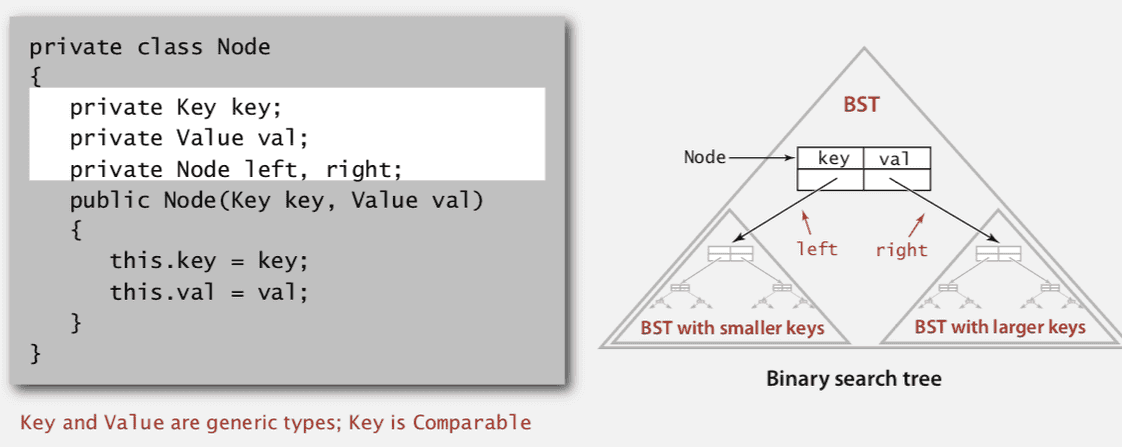 private class Node
{
private Key key;
private Value val;
private Node left, right;
public Node(Key key, Value val)
{
this.key = key;
this.val = val;
}
}
Key and Value are generic types; Key is Comparable
BST
Node
key val
left right
BST with smaller keys
BST with larger keys
Binary search tree